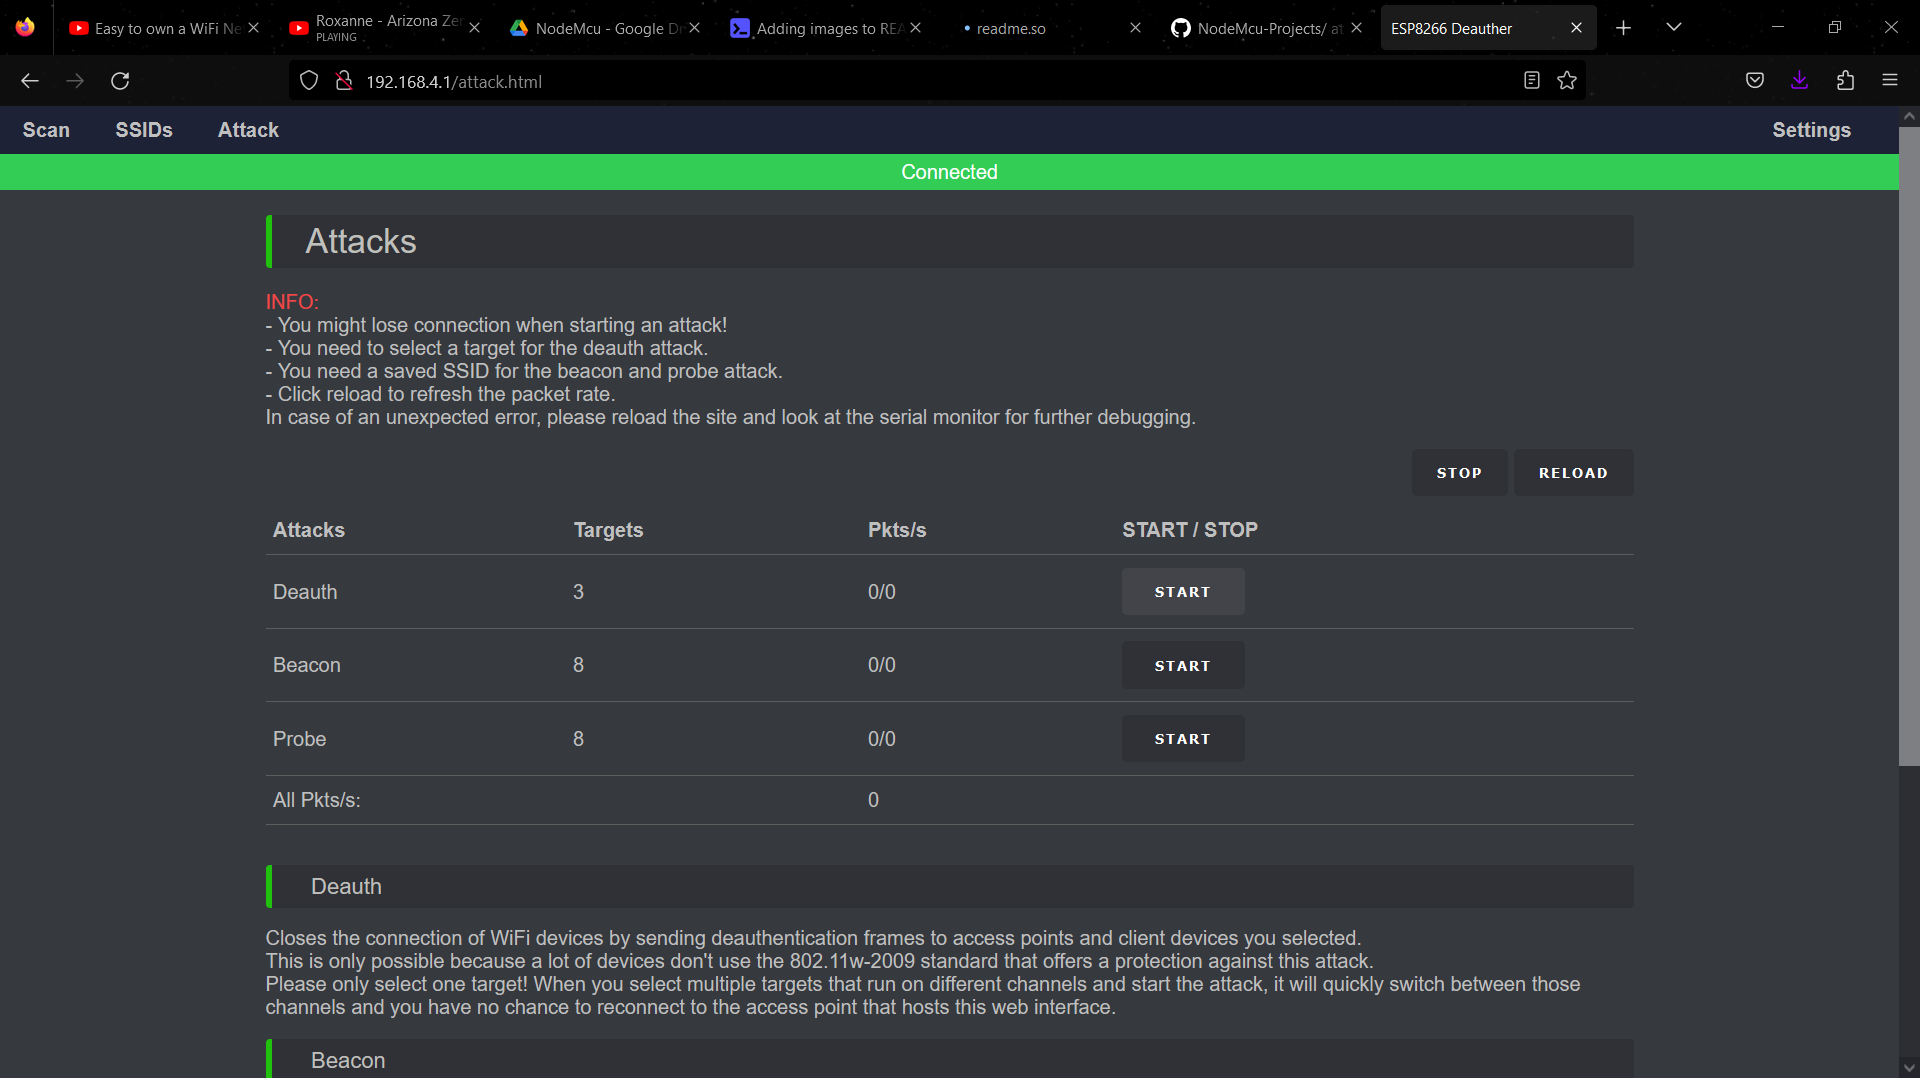 Easy to own a WiFi Ne
Roxanne - Arizona Ze
PLAYING
NodeMcu - Google Dr
Adding images to REA
• readme.so
NodeMcu-Projects/ at
ESP8266 Deauther
192.168.4.1/attack.html
Scan SSIDs Attack Settings
Connected
Attacks
INFO:
- You might lose connection when starting an attack!
- You need to select a target for the deauth attack.
- You need a saved SSID for the beacon and probe attack.
- Click reload to refresh the packet rate.
In case of an unexpected error, please reload the site and look at the serial monitor for further debugging.
STOP RELOAD
Attacks Targets Pkts/s START / STOP
Deauth 3 0/0 START
Beacon 8 0/0 START
Probe 8 0/0 START
All Pkts/s: 0
Deauth
Closes the connection of WiFi devices by sending deauthentication frames to access points and client devices you selected.
This is only possible because a lot of devices don't use the 802.11w-2009 standard that offers a protection against this attack.
Please only select one target! When you select multiple targets that run on different channels and start the attack, it will quickly switch between those
channels and you have no chance to reconnect to the access point that hosts this web interface.
Beacon